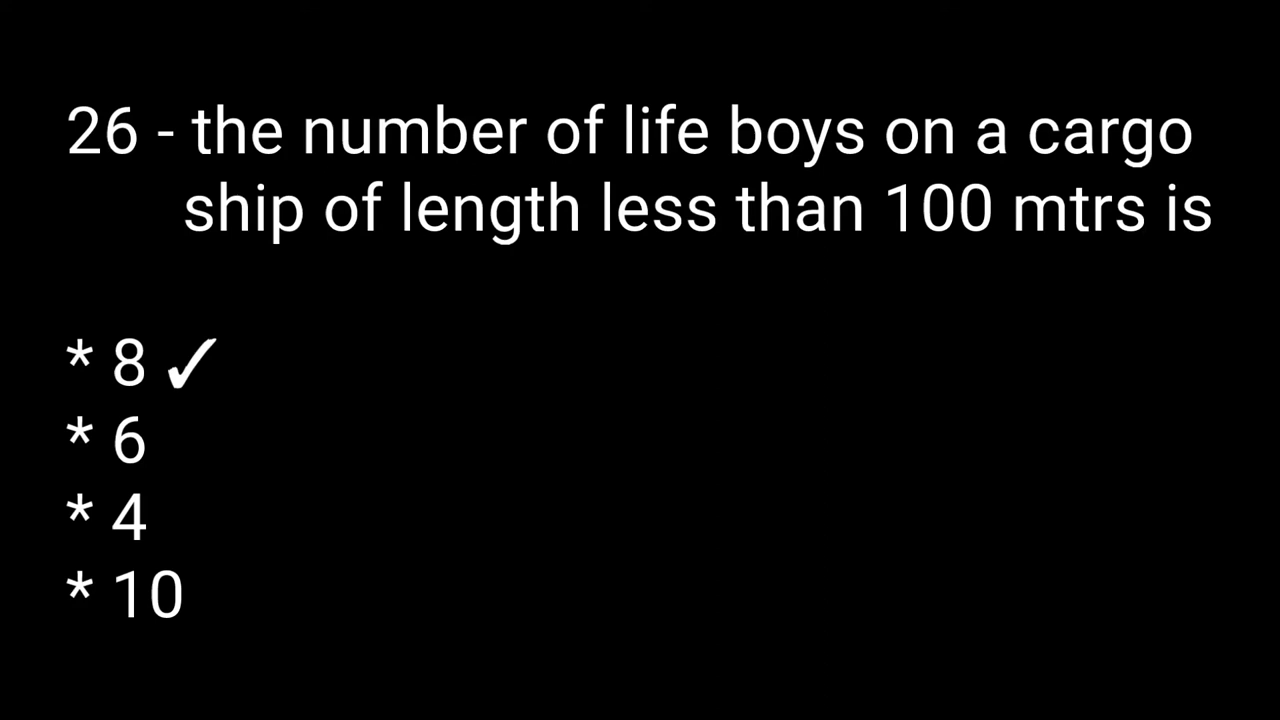 26 - the number of life boys on a cargo
ship of length less than 100 mtrs is
* 8 ✓
* 6
* 4
* 10